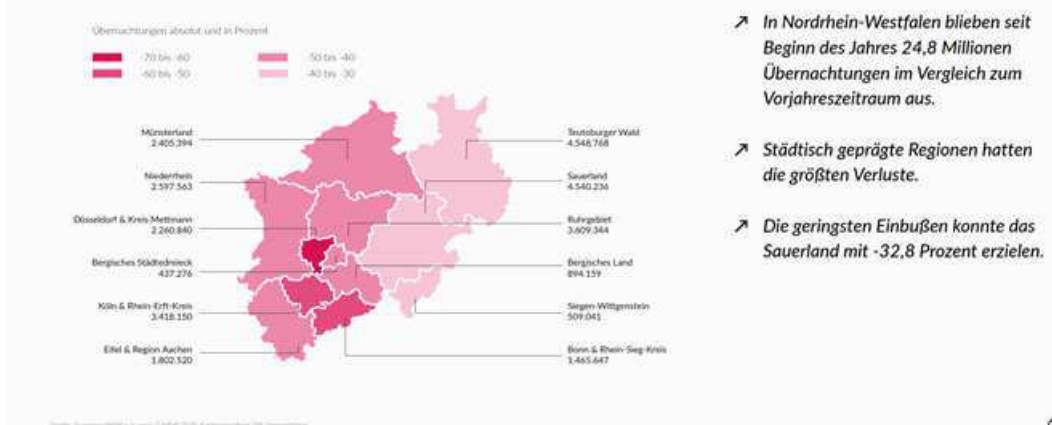 Übernachtungen absolut und in Prozent
-70 bis -60
-50 bis -40
-60 bis -50
-40 bis -30
Münsterland
2.405.394
Niederrhein
2.597.563
Düsseldorf & Kreis Mettmann
2.260.840
Bergisches Städtedreieck
437.276
Köln & Rhein-Erft-Kreis
3.418.150
Eifel & Region Aachen
1.802.520
Teutoburger Wald
4.548.768
Sauerland
4.540.236
Ruhrgebiet
3.609.344
Bergisches Land
894.159
Siegen-Wittgenstein
509.041
Bonn & Rhein-Sieg-Kreis
1.465.647
↗ In Nordrhein-Westfalen blieben seit
Beginn des Jahres 24,8 Millionen
Übernachtungen im Vergleich zum
Vorjahreszeitraum aus.
↗ Städtisch geprägte Regionen hatten
die größten Verluste.
↗ Die geringsten Einbußen konnte das
Sauerland mit -32,8 Prozent erzielen.